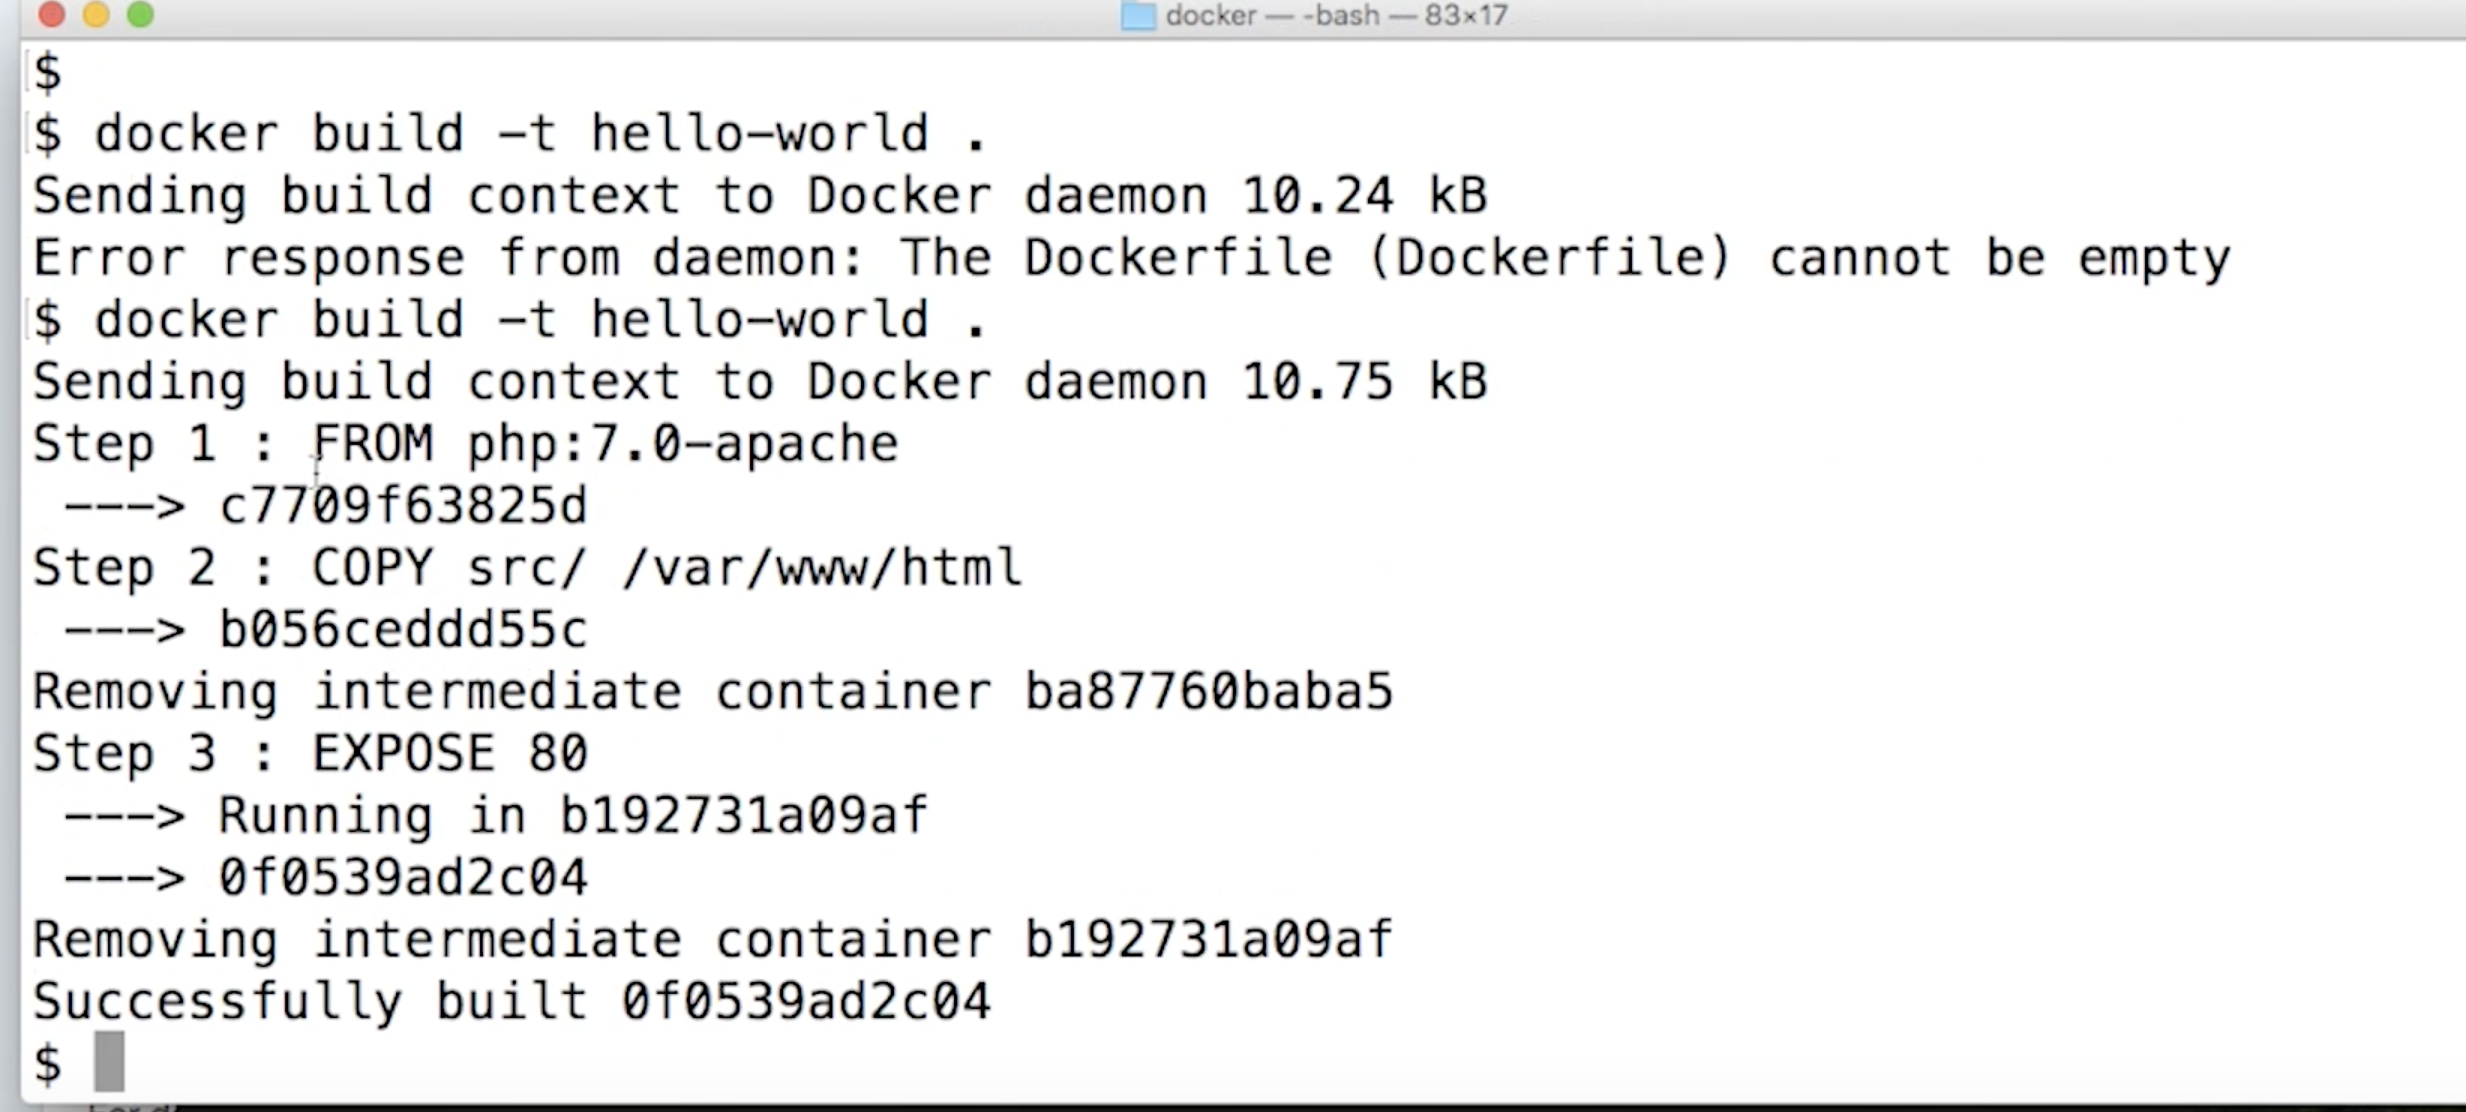 docker — -bash — 83×17
$
$ docker build -t hello-world .
Sending build context to Docker daemon 10.24 kB
Error response from daemon: The Dockerfile (Dockerfile) cannot be empty
$ docker build -t hello-world .
Sending build context to Docker daemon 10.75 kB
Step 1 : FROM php:7.0-apache
 ---> c7709f63825d
Step 2 : COPY src/ /var/www/html
 ---> b056ceddd55c
Removing intermediate container ba87760baba5
Step 3 : EXPOSE 80
 ---> Running in b192731a09af
 ---> 0f0539ad2c04
Removing intermediate container b192731a09af
Successfully built 0f0539ad2c04
$